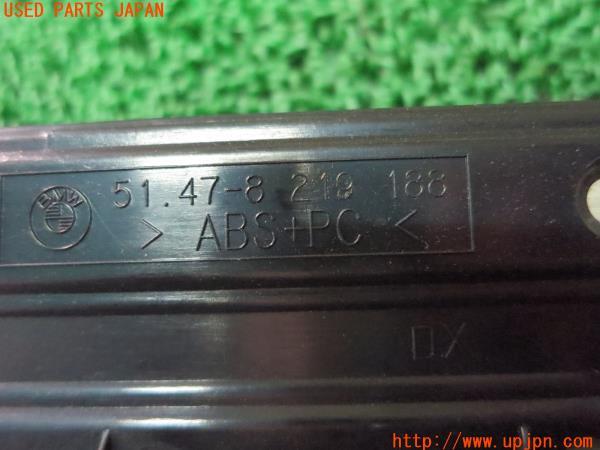 USED PARTS JAPAN
BMW
51.47-8 219 188
> ABS+PC <
DX
http://www.upjpn.com